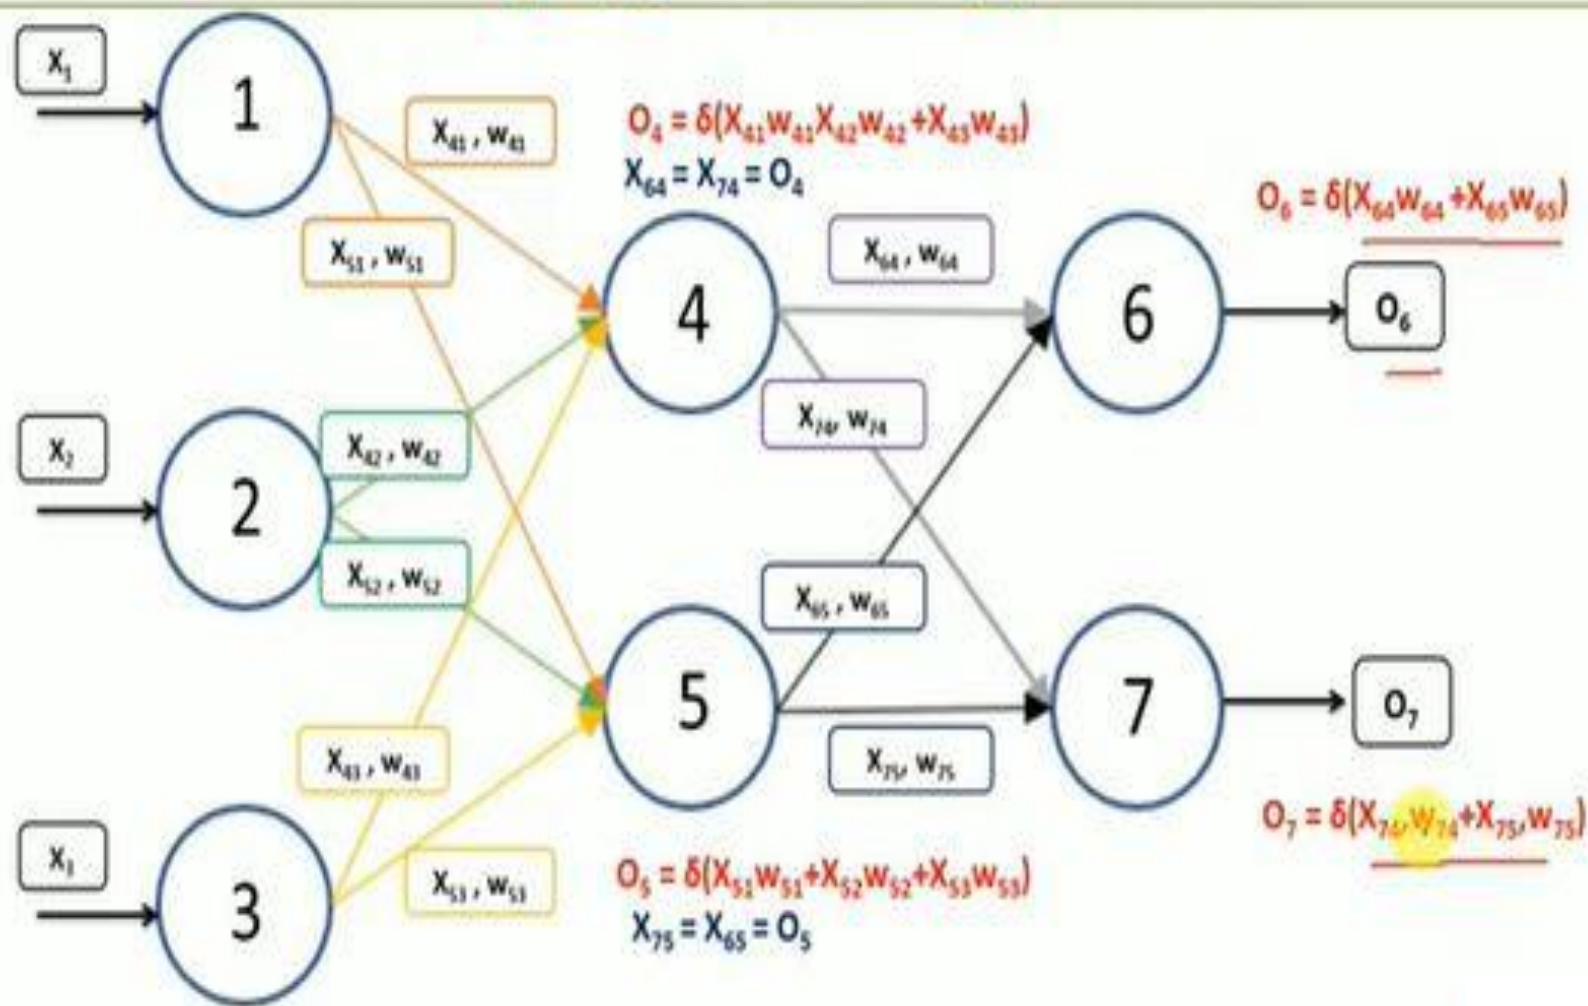 X₁
1
X₄₁ , w₄₁
O₄ = δ(X₄₁w₄₁X₄₂w₄₂+X₄₃w₄₃)
X₆₄ = X₇₄ = O₄
O₆ = δ(X₆₄w₆₄+X₆₅w₆₅)
X₅₁ , w₅₁
X₆₄ , w₆₄
4
6
O₆
X₂
2
X₄₂ , w₄₂
X₇₄, w₇₄
X₅₂ , w₅₂
X₆₅ , w₆₅
5
7
O₇
X₄₃ , w₄₃
X₇₅, w₇₅
O₇ = δ(X₇₄,w₇₄+X₇₅,w₇₅)
X₃
3
X₅₃ , w₅₃
O₅ = δ(X₅₁w₅₁+X₅₂w₅₂+X₅₃w₅₃)
X₇₅ = X₆₅ = O₅